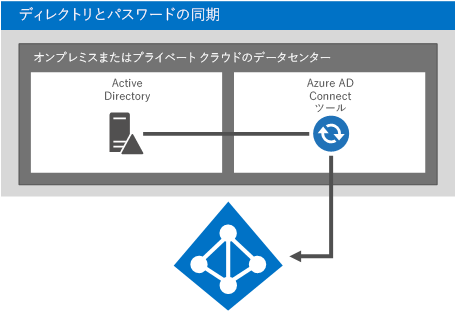 ディレクトリとパスワードの同期
オンプレミスまたはプライベート クラウドのデータセンター
Active
Directory
Azure AD
Connect
ツール